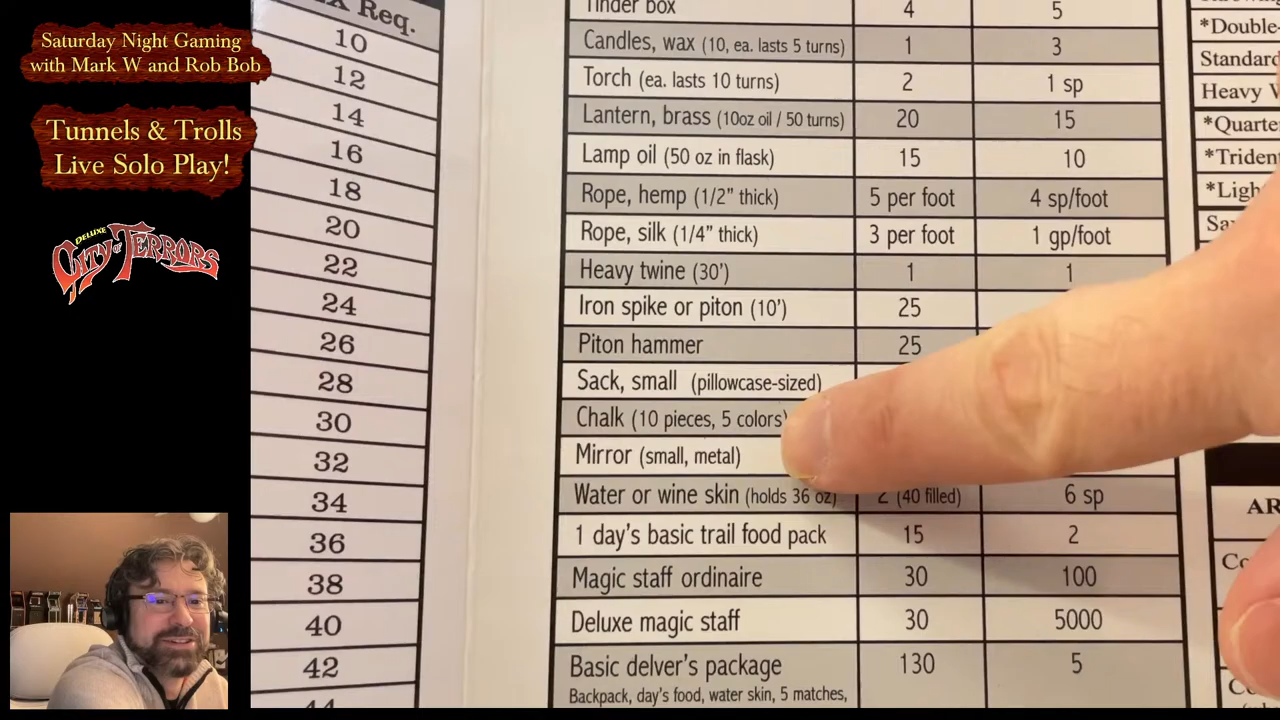 Saturday Night Gaming
with Mark W and Rob Bob
Tunnels & Trolls
Live Solo Play!
DELUXE
CITY OF TERRORS
Req.
10
12
14
16
18
20
22
24
26
28
30
32
34
36
38
40
42
44
Tinder box 4 5
Candles, wax (10, ea. lasts 5 turns) 1 3
Torch (ea. lasts 10 turns) 2 1 sp
Lantern, brass (10oz oil / 50 turns) 20 15
Lamp oil (50 oz in flask) 15 10
Rope, hemp (1/2" thick) 5 per foot 4 sp/foot
Rope, silk (1/4" thick) 3 per foot 1 gp/foot
Heavy twine (30') 1 1
Iron spike or piton (10') 25
Piton hammer 25
Sack, small (pillowcase-sized)
Chalk (10 pieces, 5 colors)
Mirror (small, metal)
Water or wine skin (holds 36 oz) 2 (40 filled) 6 sp
1 day's basic trail food pack 15 2
Magic staff ordinaire 30 100
Deluxe magic staff 30 5000
Basic delver's package 130 5
Backpack, day's food, water skin, 5 matches,
*Double-
Standard
Heavy
*Quarte
*Trident
*Ligh
AR